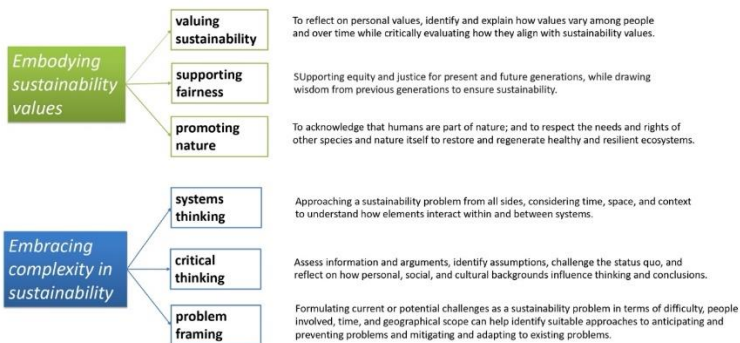 valuing
sustainability
To reflect on personal values, identify and explain how values vary among people
and over time while critically evaluating how they align with sustainability values.
Embodying
sustainability
values
supporting
fairness
SUpporting equity and justice for present and future generations, while drawing
wisdom from previous generations to ensure sustainability.
promoting
nature
To acknowledge that humans are part of nature; and to respect the needs and rights of
other species and nature itself to restore and regenerate healthy and resilient ecosystems.
systems
thinking
Approaching a sustainability problem from all sides, considering time, space, and context
to understand how elements interact within and between systems.
Embracing
complexity in
sustainability
critical
thinking
Assess information and arguments, identify assumptions, challenge the status quo, and
reflect on how personal, social, and cultural backgrounds influence thinking and conclusions.
problem
framing
Formulating current or potential challenges as a sustainability problem in terms of difficulty, people
involved, time, and geographical scope can help identify suitable approaches to anticipating and
preventing problems and mitigating and adapting to existing problems.